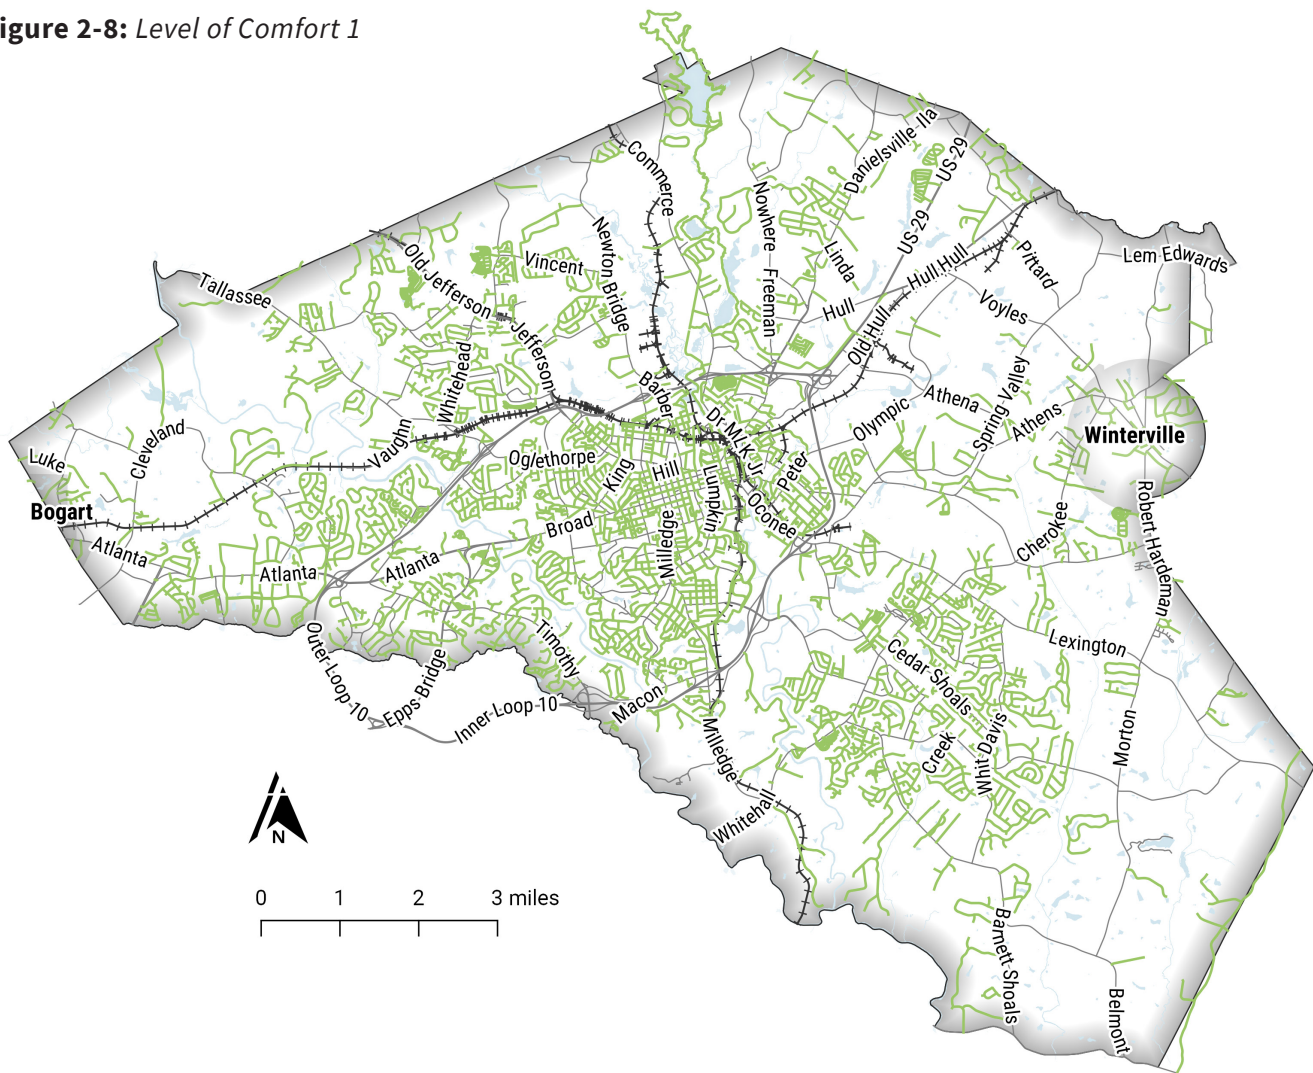 igure 2-8: Level of Comfort 1
Commerce
Danielsville-Ila
US-29
Nowhere
US-29
Lem-Edwards
Newton Bridge
Linda
Hull
Hull
Pittard
Old Jefferson
Vincent
Tallassee
Freeman
Hull
Voyles
Old Hull
Jefferson
Whitehead
Barber
Athena
Spring Valley
Olympic
Athens
Winterville
Dr MLK Jr
Cleveland
Vaughn
Luke
Oglethorpe
King
Hill
Lumpkin
Peter
Bogart
Oconee
Broad
Milledge
Cherokee
Robert Hardeman
Atlanta
Atlanta
Atlanta
Timothy
Lexington
Cedar Shoals
Outer Loop 10
Epps Bridge
Inner Loop 10
Macon
Milledge
Creek
Whit Davis
Morton
Whitehall
N
0 1 2 3 miles
Barnett Shoals
Belmont